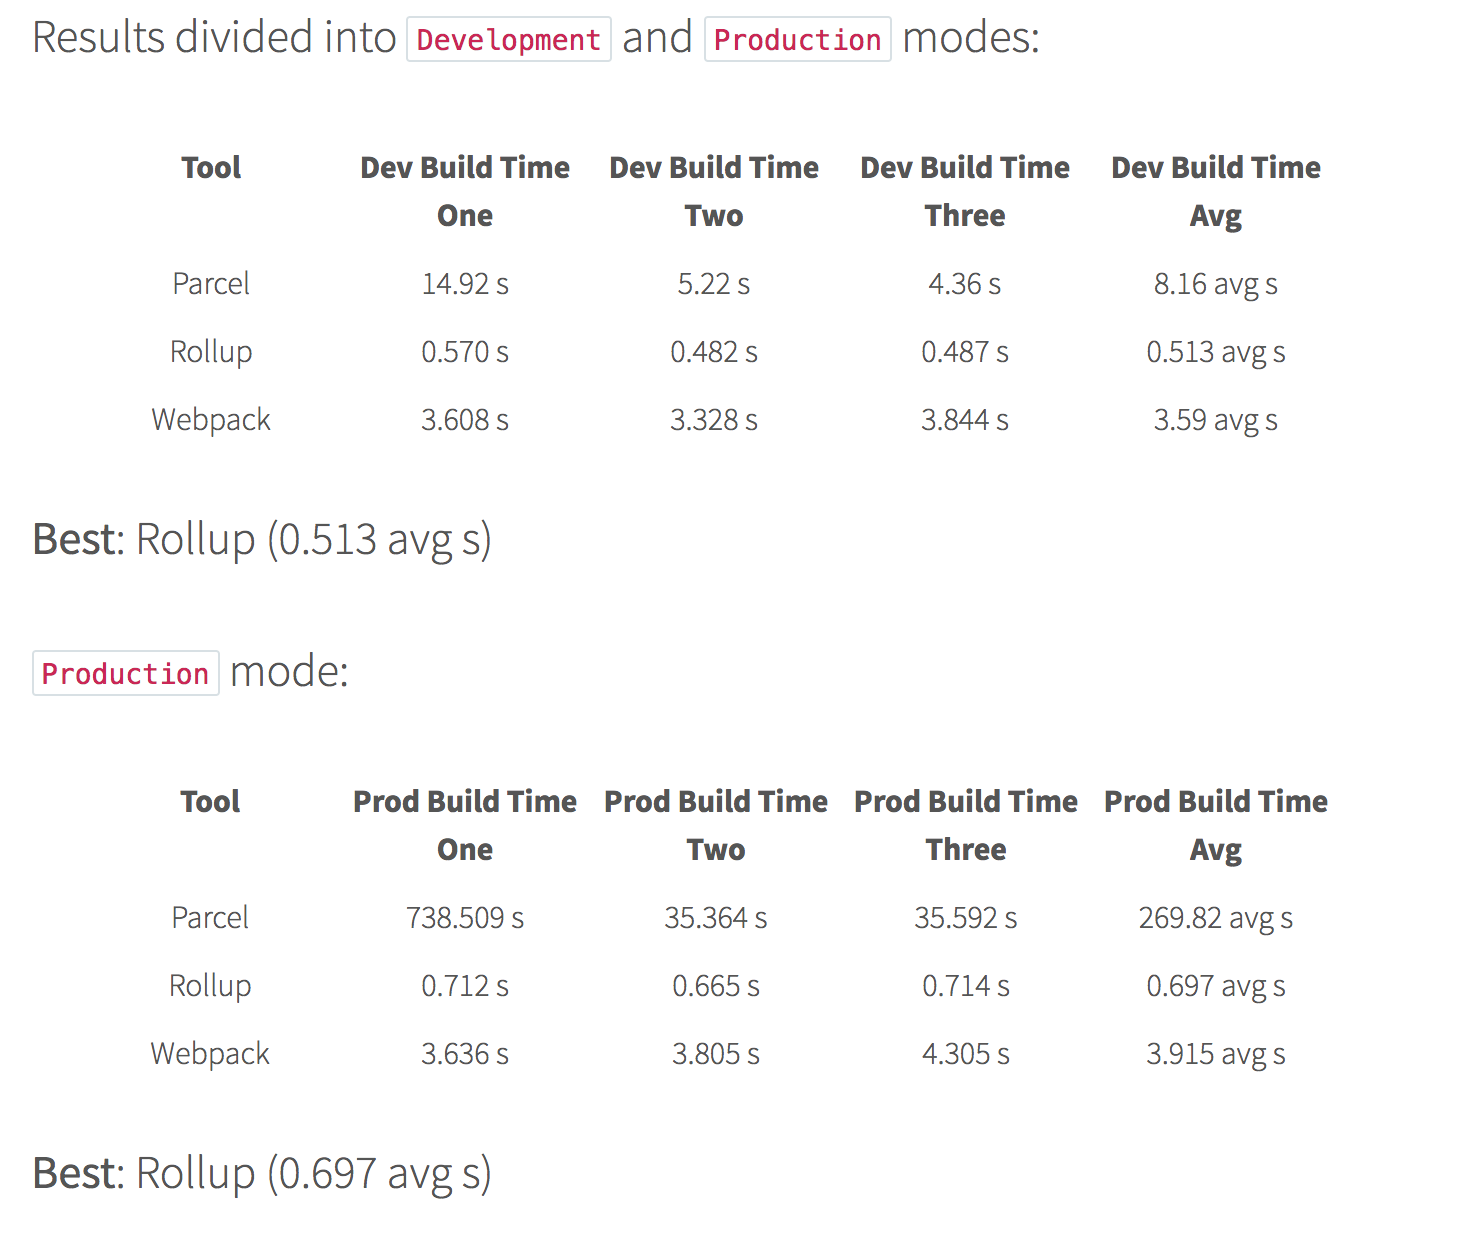 Results divided into Development and Production modes:
Tool Dev Build Time One Dev Build Time Two Dev Build Time Three Dev Build Time Avg
Parcel 14.92 s 5.22 s 4.36 s 8.16 avg s
Rollup 0.570 s 0.482 s 0.487 s 0.513 avg s
Webpack 3.608 s 3.328 s 3.844 s 3.59 avg s
Best: Rollup (0.513 avg s)
Production mode:
Tool Prod Build Time One Prod Build Time Two Prod Build Time Three Prod Build Time Avg
Parcel 738.509 s 35.364 s 35.592 s 269.82 avg s
Rollup 0.712 s 0.665 s 0.714 s 0.697 avg s
Webpack 3.636 s 3.805 s 4.305 s 3.915 avg s
Best: Rollup (0.697 avg s)